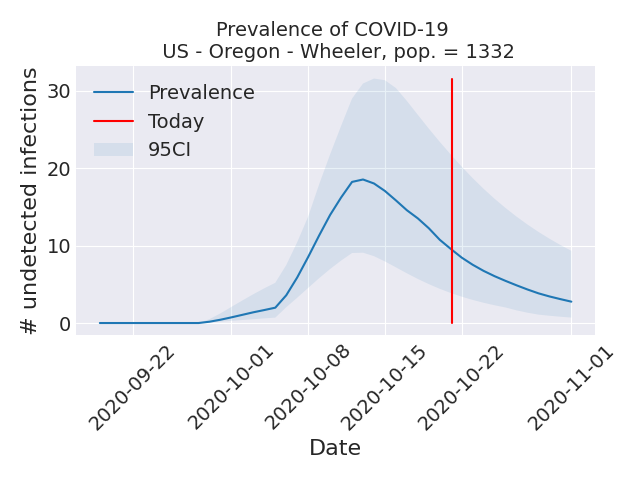 Prevalence of COVID-19
US - Oregon - Wheeler, pop. = 1332
# undetected infections
30
20
10
0
Prevalence
Today
95CI
2020-09-22
2020-10-01
2020-10-08
2020-10-15
2020-10-22
2020-11-01
Date